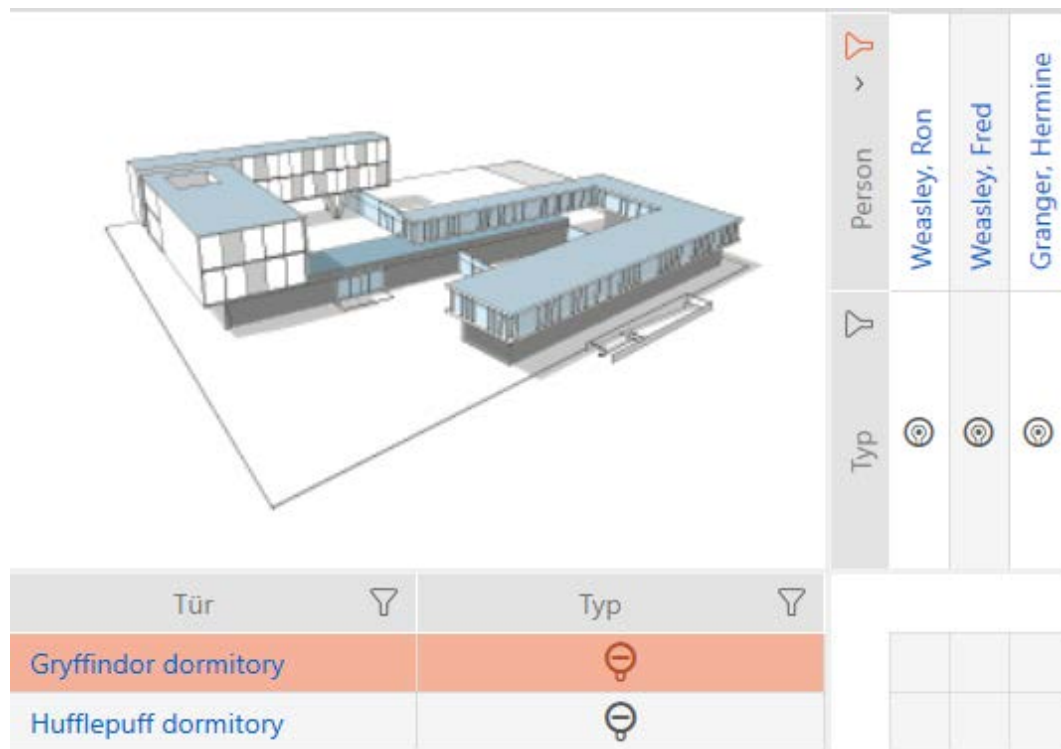 Person
Weasley, Ron
Weasley, Fred
Granger, Hermine
Typ
Tür
Typ
Gryffindor dormitory
Hufflepuff dormitory